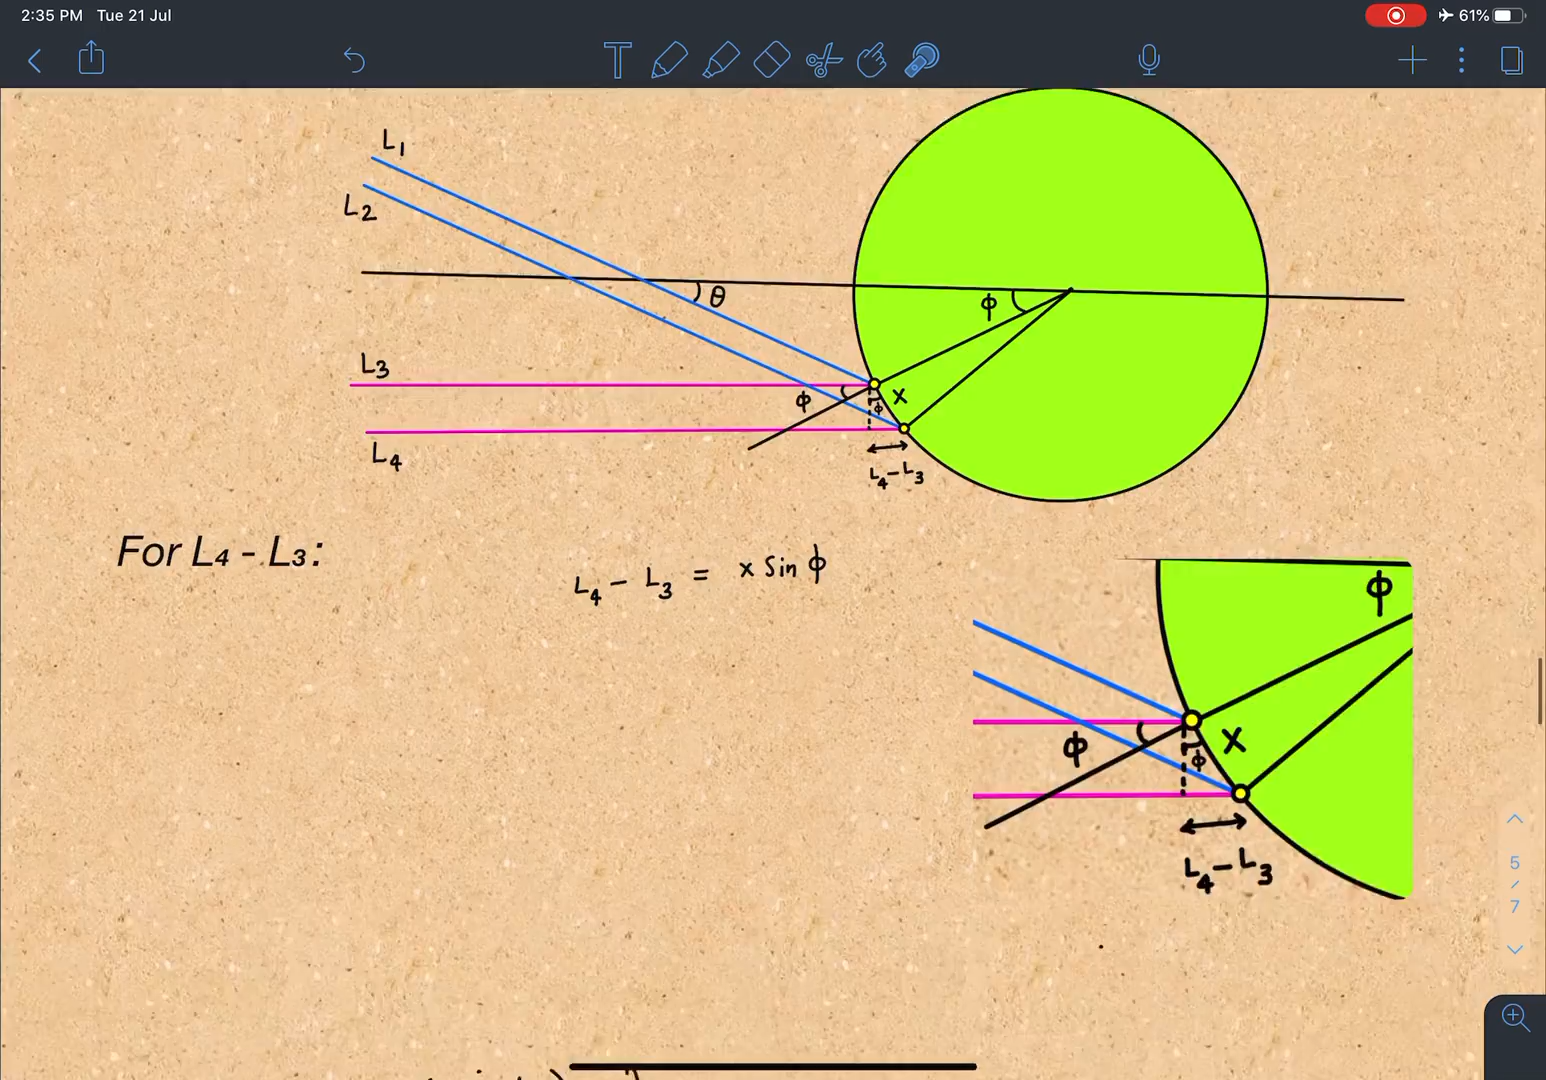 2:35 PM Tue 21 Jul
61%
T
L₁
L₂
θ
ϕ
L₃
ϕ
ϕ
x
L₄
L₄ - L₃
For L₄ - L₃:
L₄ - L₃ = x Sin ϕ
ϕ
ϕ
ϕ
x
L₄ - L₃
5
/
7